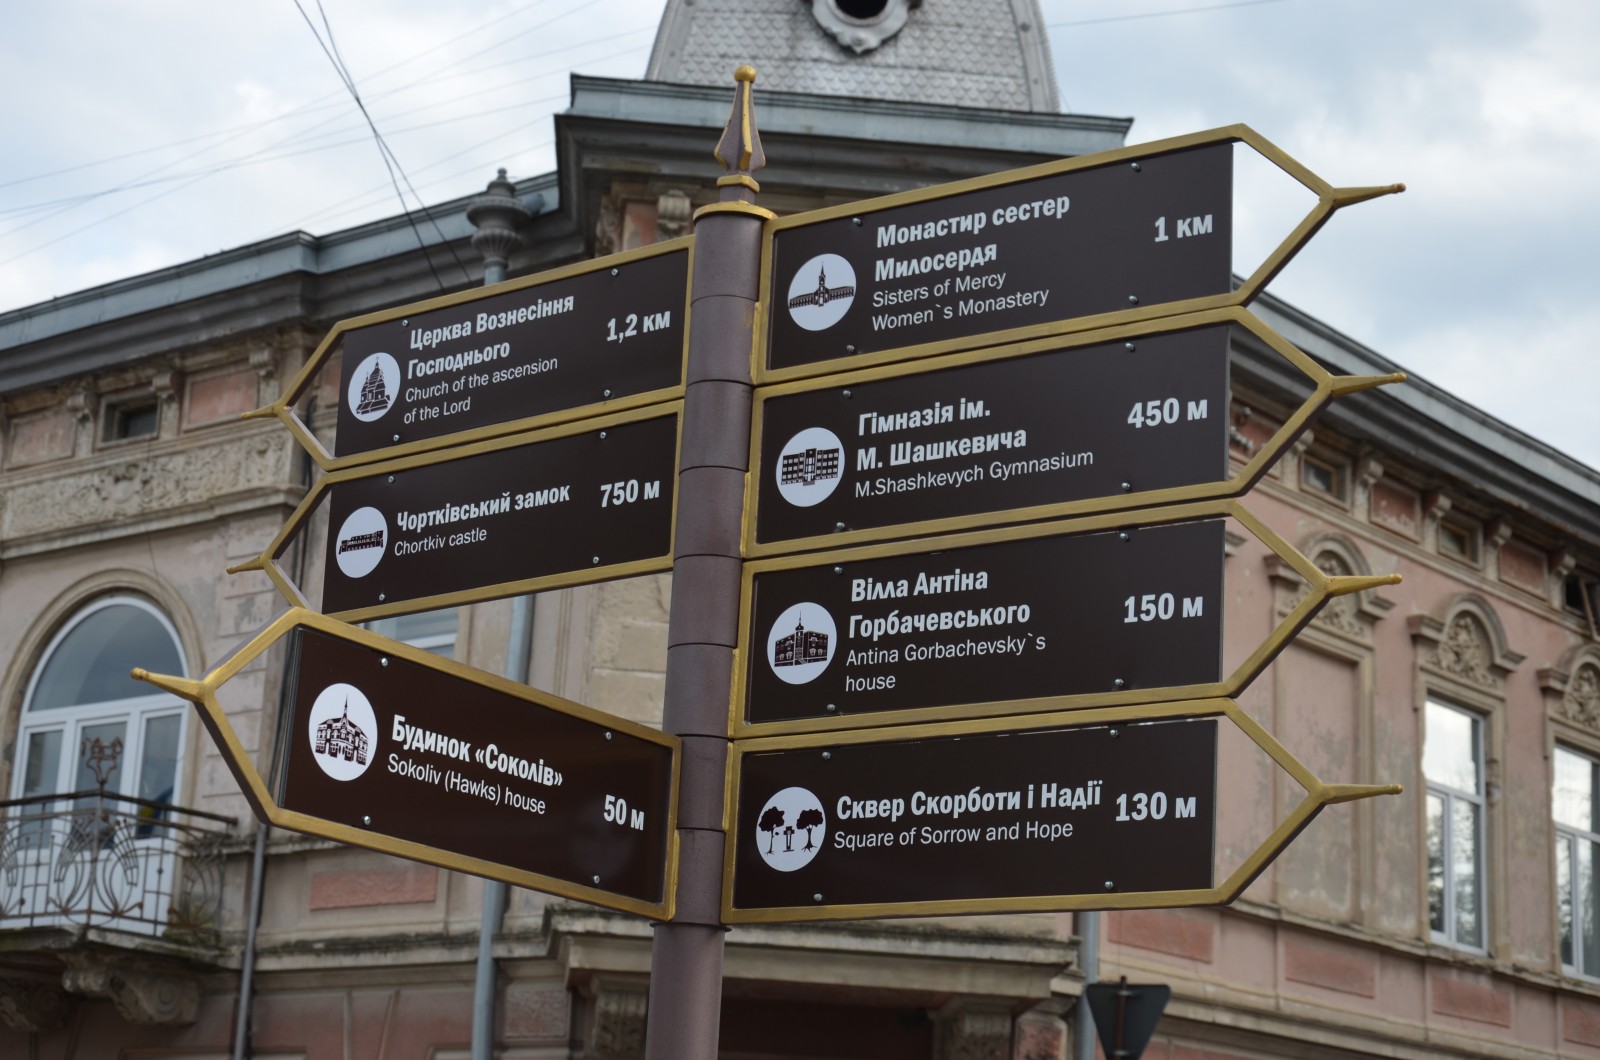 Церква Вознесіння
Господнього
Church of the ascension
of the Lord
1,2 км
Чортківський замок
Chortkiv castle
750 м
Будинок «Соколів»
Sokoliv (Hawks) house
50 м
Монастир сестер
Милосердя
Sisters of Mercy
Women`s Monastery
1 км
Гімназія ім.
М. Шашкевича
M.Shashkevych Gymnasium
450 м
Вілла Антіна
Горбачевського
Antina Gorbachevsky`s
house
150 м
Сквер Скорботи і Надії
Square of Sorrow and Hope
130 м